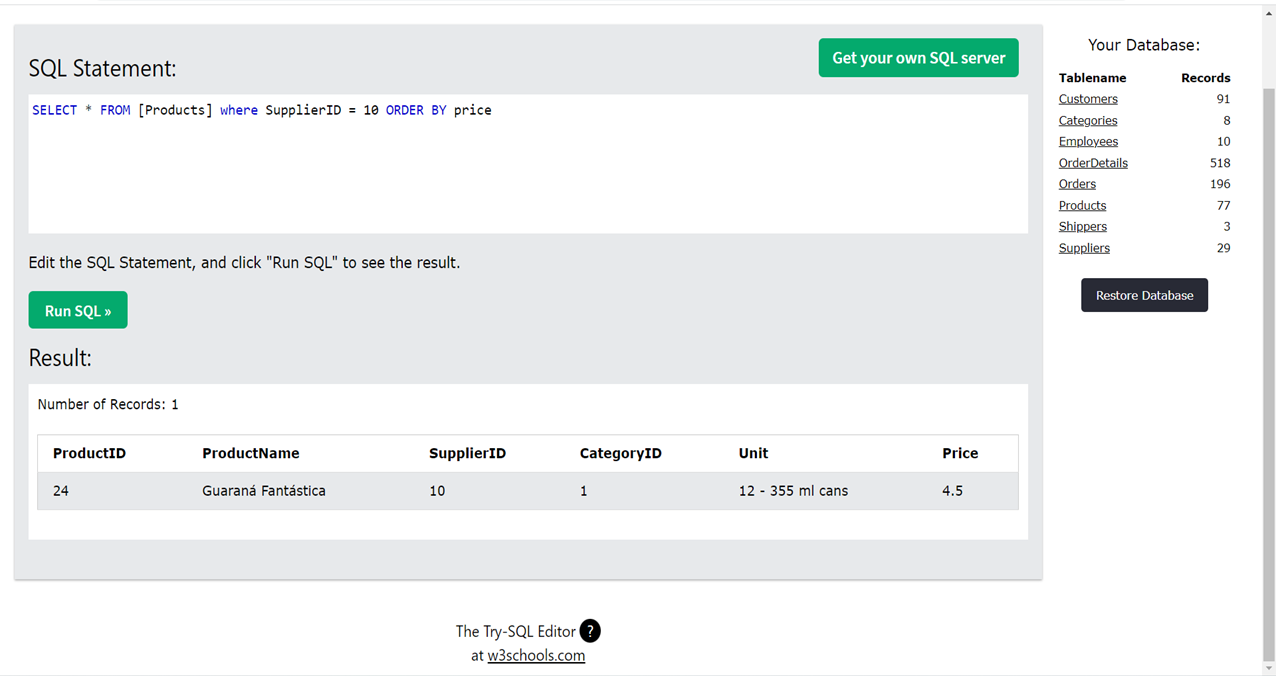 SQL Statement:
Get your own SQL server
SELECT * FROM [Products] where SupplierID = 10 ORDER BY price
Edit the SQL Statement, and click "Run SQL" to see the result.
Run SQL »
Result:
Number of Records: 1
ProductID ProductName SupplierID CategoryID Unit Price
24 Guaraná Fantástica 10 1 12 - 355 ml cans 4.5
The Try-SQL Editor ?
at w3schools.com
Your Database:
Tablename Records
Customers 91
Categories 8
Employees 10
OrderDetails 518
Orders 196
Products 77
Shippers 3
Suppliers 29
Restore Database